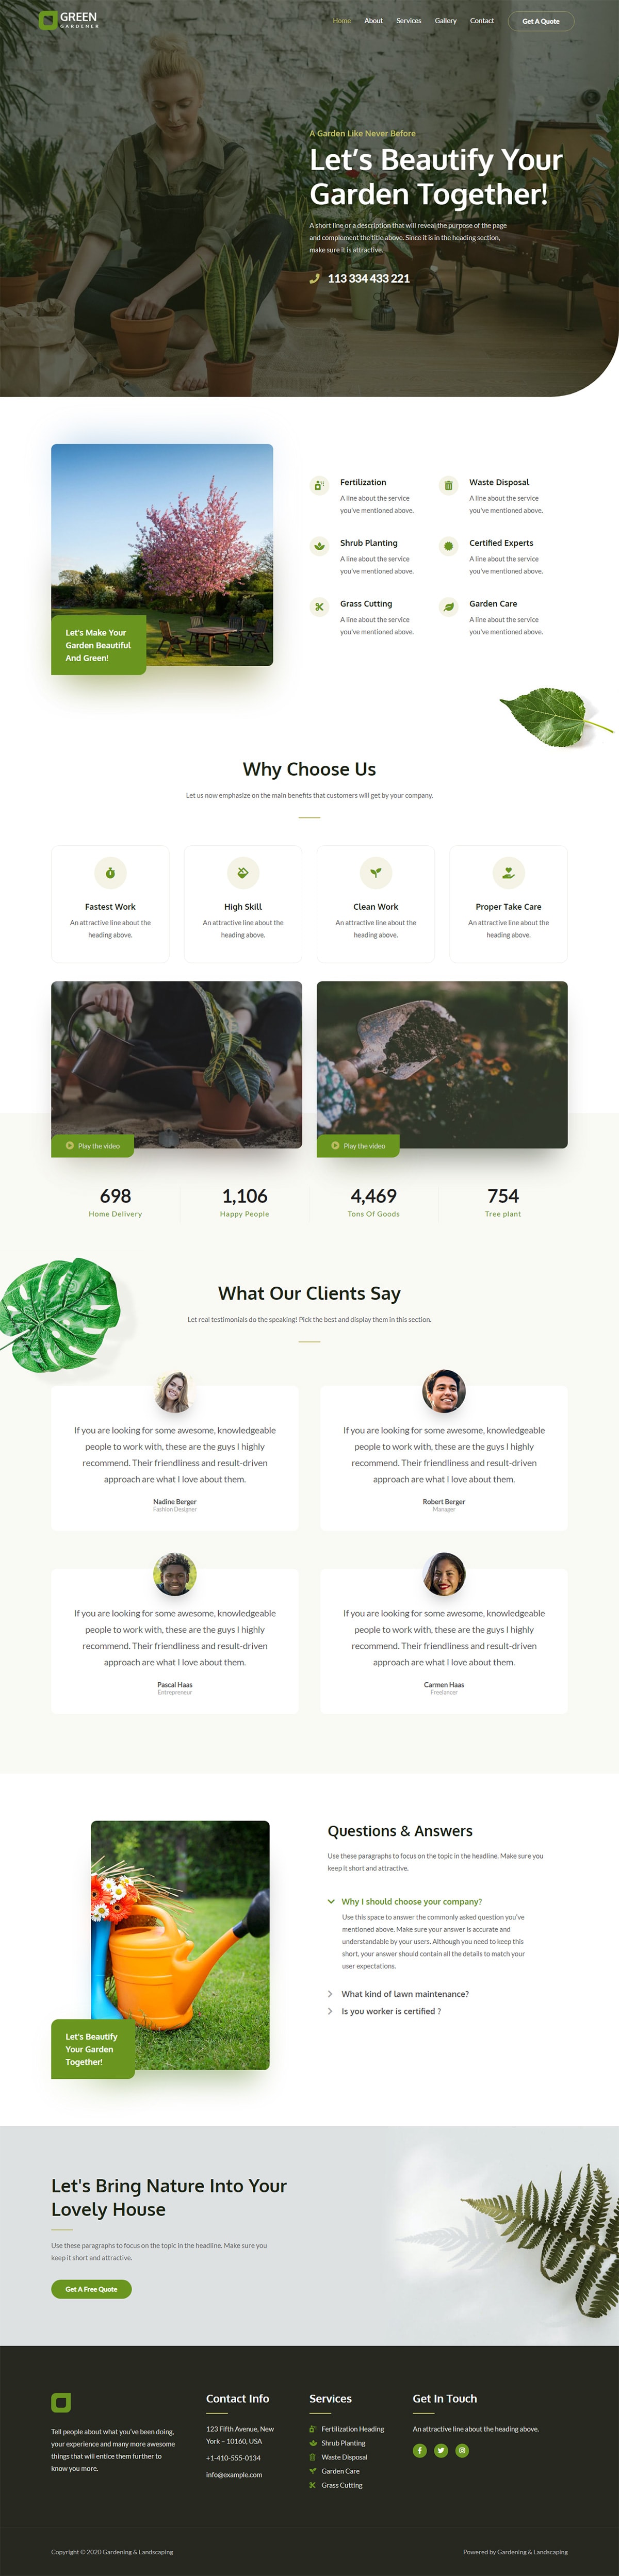 GREEN
GARDENER
Home
About
Services
Gallery
Contact
Get A Quote
A Garden Like Never Before
Let's Beautify Your
Garden Together!
A short line or a description that will reveal the purpose of the page
and complement the title above. Since it is in the heading section,
make sure it is attractive.
113 334 433 221
Let's Make Your
Garden Beautiful
And Green!
Fertilization
A line about the service
you've mentioned above.
Waste Disposal
A line about the service
you've mentioned above.
Shrub Planting
A line about the service
you've mentioned above.
Certified Experts
A line about the service
you've mentioned above.
Grass Cutting
A line about the service
you've mentioned above.
Garden Care
A line about the service
you've mentioned above.
Why Choose Us
Let us now emphasize on the main benefits that customers will get by your company.
Fastest Work
An attractive line about the
heading above.
High Skill
An attractive line about the
heading above.
Clean Work
An attractive line about the
heading above.
Proper Take Care
An attractive line about the
heading above.
Play the video
Play the video
698
Home Delivery
1,106
Happy People
4,469
Tons Of Goods
754
Tree plant
What Our Clients Say
Let real testimonials do the speaking! Pick the best and display them in this section.
If you are looking for some awesome, knowledgeable
people to work with, these are the guys I highly
recommend. Their friendliness and result-driven
approach are what I love about them.
Nadine Berger
Fashion Designer
If you are looking for some awesome, knowledgeable
people to work with, these are the guys I highly
recommend. Their friendliness and result-driven
approach are what I love about them.
Robert Berger
Manager
If you are looking for some awesome, knowledgeable
people to work with, these are the guys I highly
recommend. Their friendliness and result-driven
approach are what I love about them.
Pascal Haas
Entrepreneur
If you are looking for some awesome, knowledgeable
people to work with, these are the guys I highly
recommend. Their friendliness and result-driven
approach are what I love about them.
Carmen Haas
Freelancer
Let's Beautify
Your Garden
Together!
Questions & Answers
Use these paragraphs to focus on the topic in the headline. Make sure you
keep it short and attractive.
Why I should choose your company?
Use this space to answer the commonly asked question you've
mentioned above. Make sure your answer is accurate and
understandable by your users. Although you need to keep this
short, your answer should contain all the details to match your
user expectations.
What kind of lawn maintenance?
Is you worker is certified ?
Let's Bring Nature Into Your
Lovely House
Use these paragraphs to focus on the topic in the headline. Make sure you
keep it short and attractive.
Get A Free Quote
Tell people about what you've been doing,
your experience and many more awesome
things that will entice them further to
know you more.
Contact Info
123 Fifth Avenue, New
York – 10160, USA
+1-410-555-0134
info@example.com
Services
Fertilization Heading
Shrub Planting
Waste Disposal
Garden Care
Grass Cutting
Get In Touch
An attractive line about the heading above.
Copyright © 2020 Gardening & Landscaping
Powered by Gardening & Landscaping